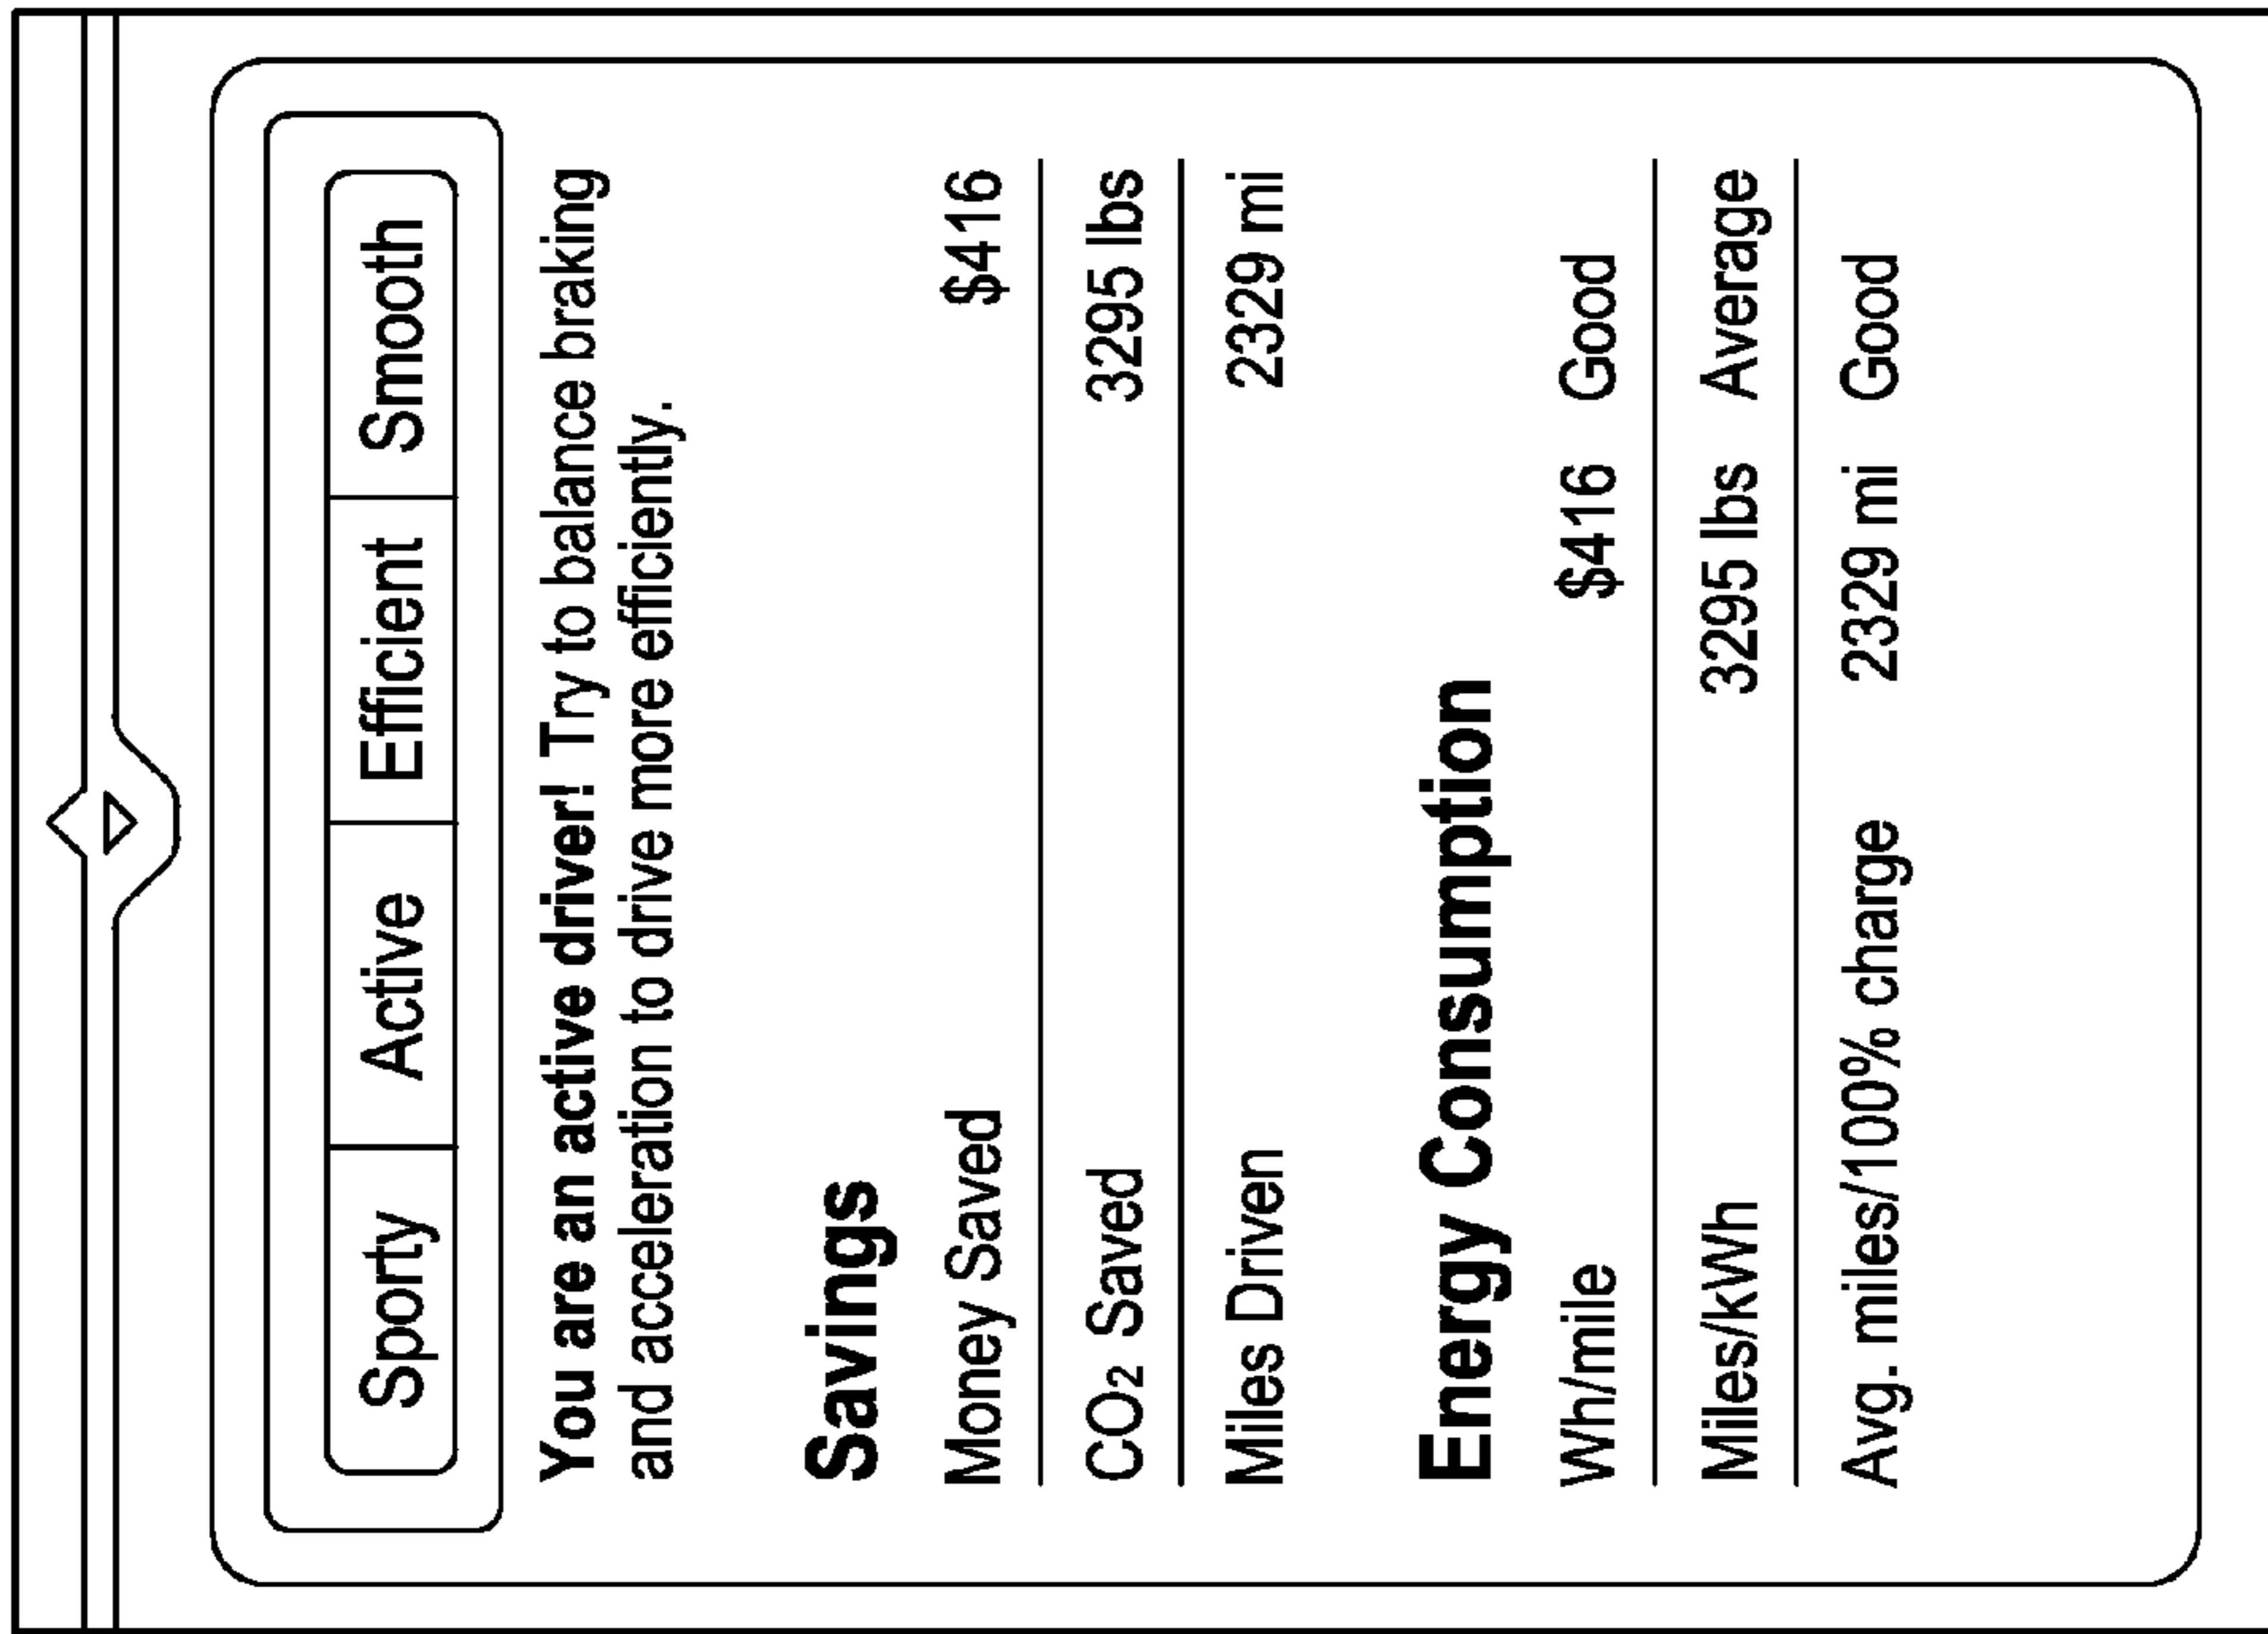 Sporty Active Efficient Smooth
You are an active driver! Try to balance braking
and acceleration to drive more efficiently.
Savings
Money Saved $416
CO₂ Saved 3295 lbs
Miles Driven 2329 mi
Energy Consumption
Wh/mile $416 Good
Miles/kWh 3295 lbs Average
Avg. miles/100% charge 2329 mi Good